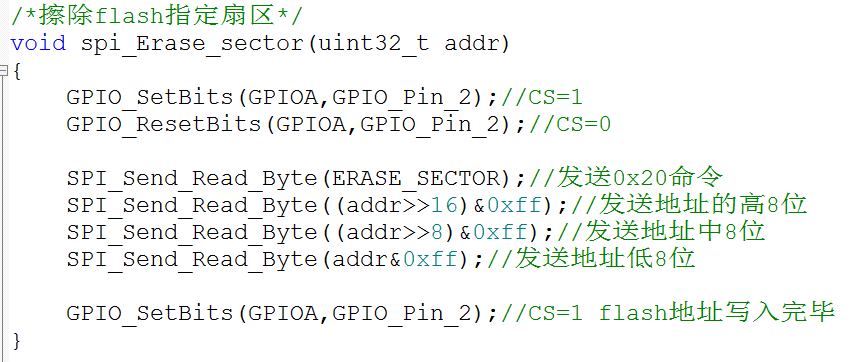 /*擦除flash指定扇区*/
void spi_Erase_sector(uint32_t addr)
{
GPIO_SetBits(GPIOA,GPIO_Pin_2);//CS=1
GPIO_ResetBits(GPIOA,GPIO_Pin_2);//CS=0
SPI_Send_Read_Byte(ERASE_SECTOR);//发送0x20命令
SPI_Send_Read_Byte((addr>>16)&0xff);//发送地址的高8位
SPI_Send_Read_Byte((addr>>8)&0xff);//发送地址中8位
SPI_Send_Read_Byte(addr&0xff);//发送地址低8位
GPIO_SetBits(GPIOA,GPIO_Pin_2);//CS=1 flash地址写入完毕
}